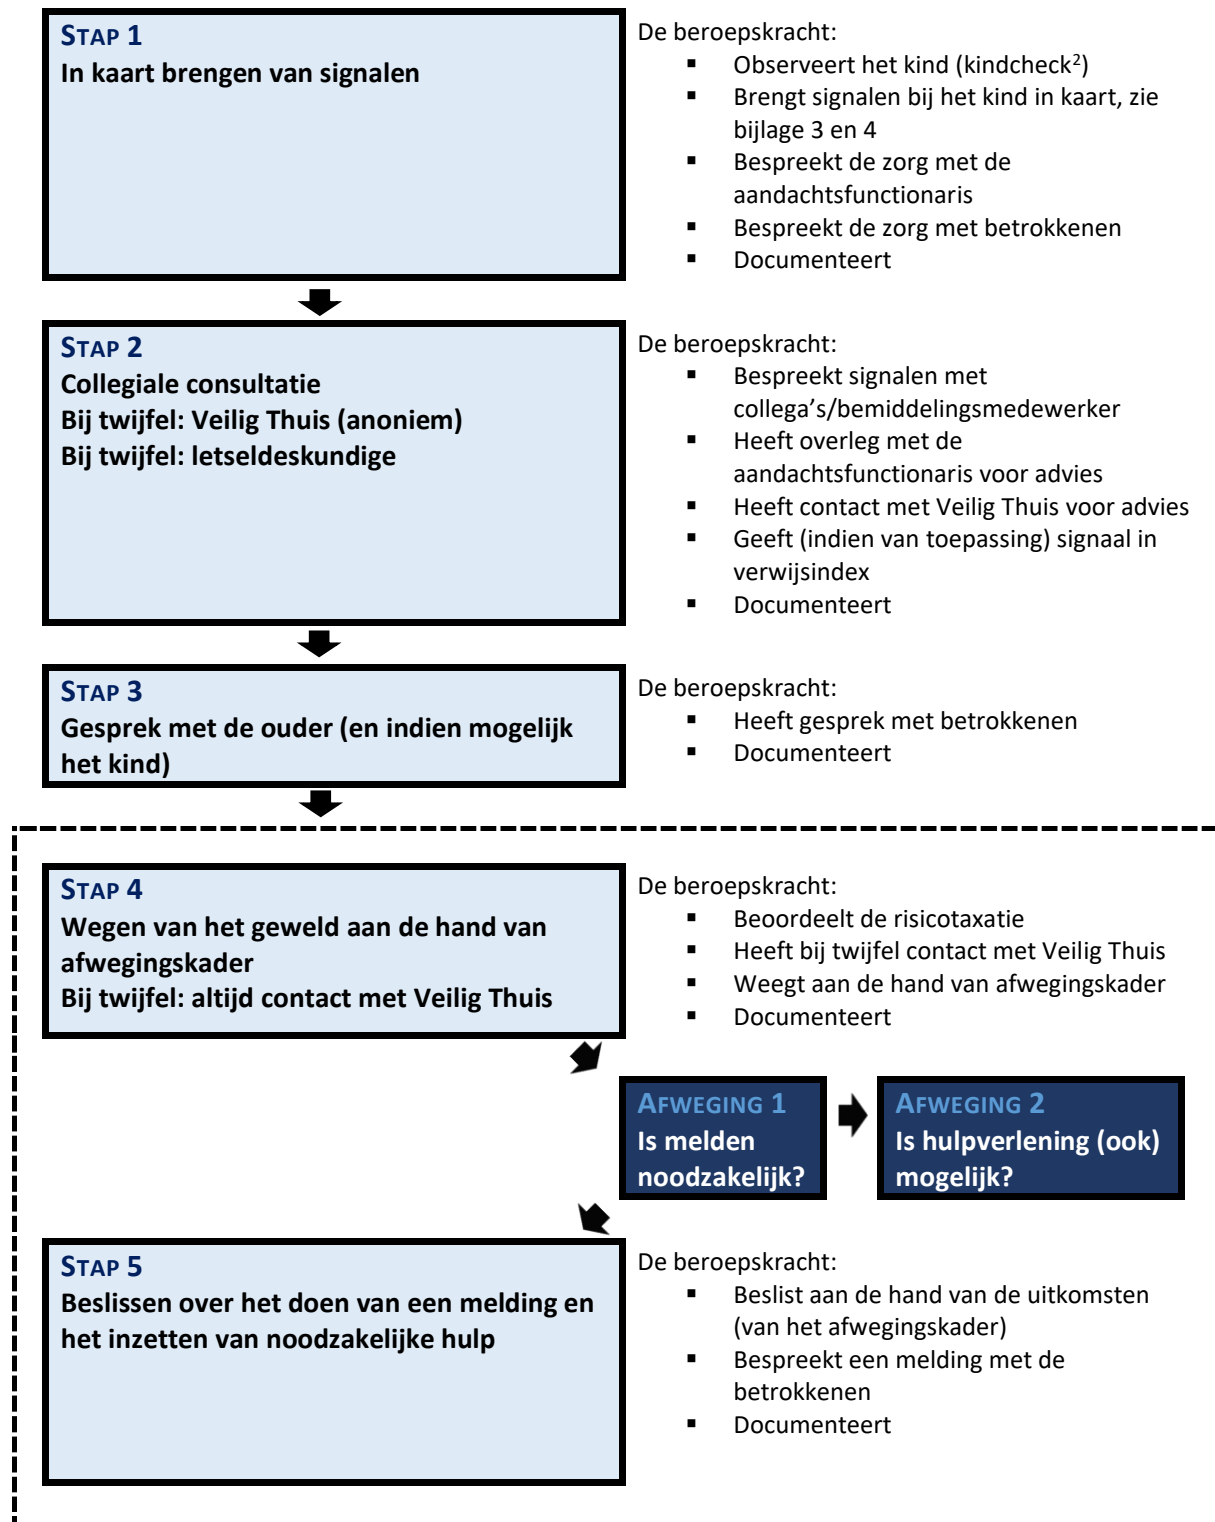 STAP 1
In kaart brengen van signalen
De beroepskracht:
▪ Observeert het kind (kindcheck²)
▪ Brengt signalen bij het kind in kaart, zie
bijlage 3 en 4
▪ Bespreekt de zorg met de
aandachtsfunctionaris
▪ Bespreekt de zorg met betrokkenen
▪ Documenteert
STAP 2
Collegiale consultatie
Bij twijfel: Veilig Thuis (anoniem)
Bij twijfel: letseldeskundige
De beroepskracht:
▪ Bespreekt signalen met
collega’s/bemiddelingsmedewerker
▪ Heeft overleg met de
aandachtsfunctionaris voor advies
▪ Heeft contact met Veilig Thuis voor advies
▪ Geeft (indien van toepassing) signaal in
verwijsindex
▪ Documenteert
STAP 3
Gesprek met de ouder (en indien mogelijk
het kind)
De beroepskracht:
▪ Heeft gesprek met betrokkenen
▪ Documenteert
STAP 4
Wegen van het geweld aan de hand van
afwegingskader
Bij twijfel: altijd contact met Veilig Thuis
De beroepskracht:
▪ Beoordeelt de risicotaxatie
▪ Heeft bij twijfel contact met Veilig Thuis
▪ Weegt aan de hand van afwegingskader
▪ Documenteert
AFWEGING 1
Is melden
noodzakelijk?
AFWEGING 2
Is hulpverlening (ook)
mogelijk?
STAP 5
Beslissen over het doen van een melding en
het inzetten van noodzakelijke hulp
De beroepskracht:
▪ Beslist aan de hand van de uitkomsten
(van het afwegingskader)
▪ Bespreekt een melding met de
betrokkenen
▪ Documenteert